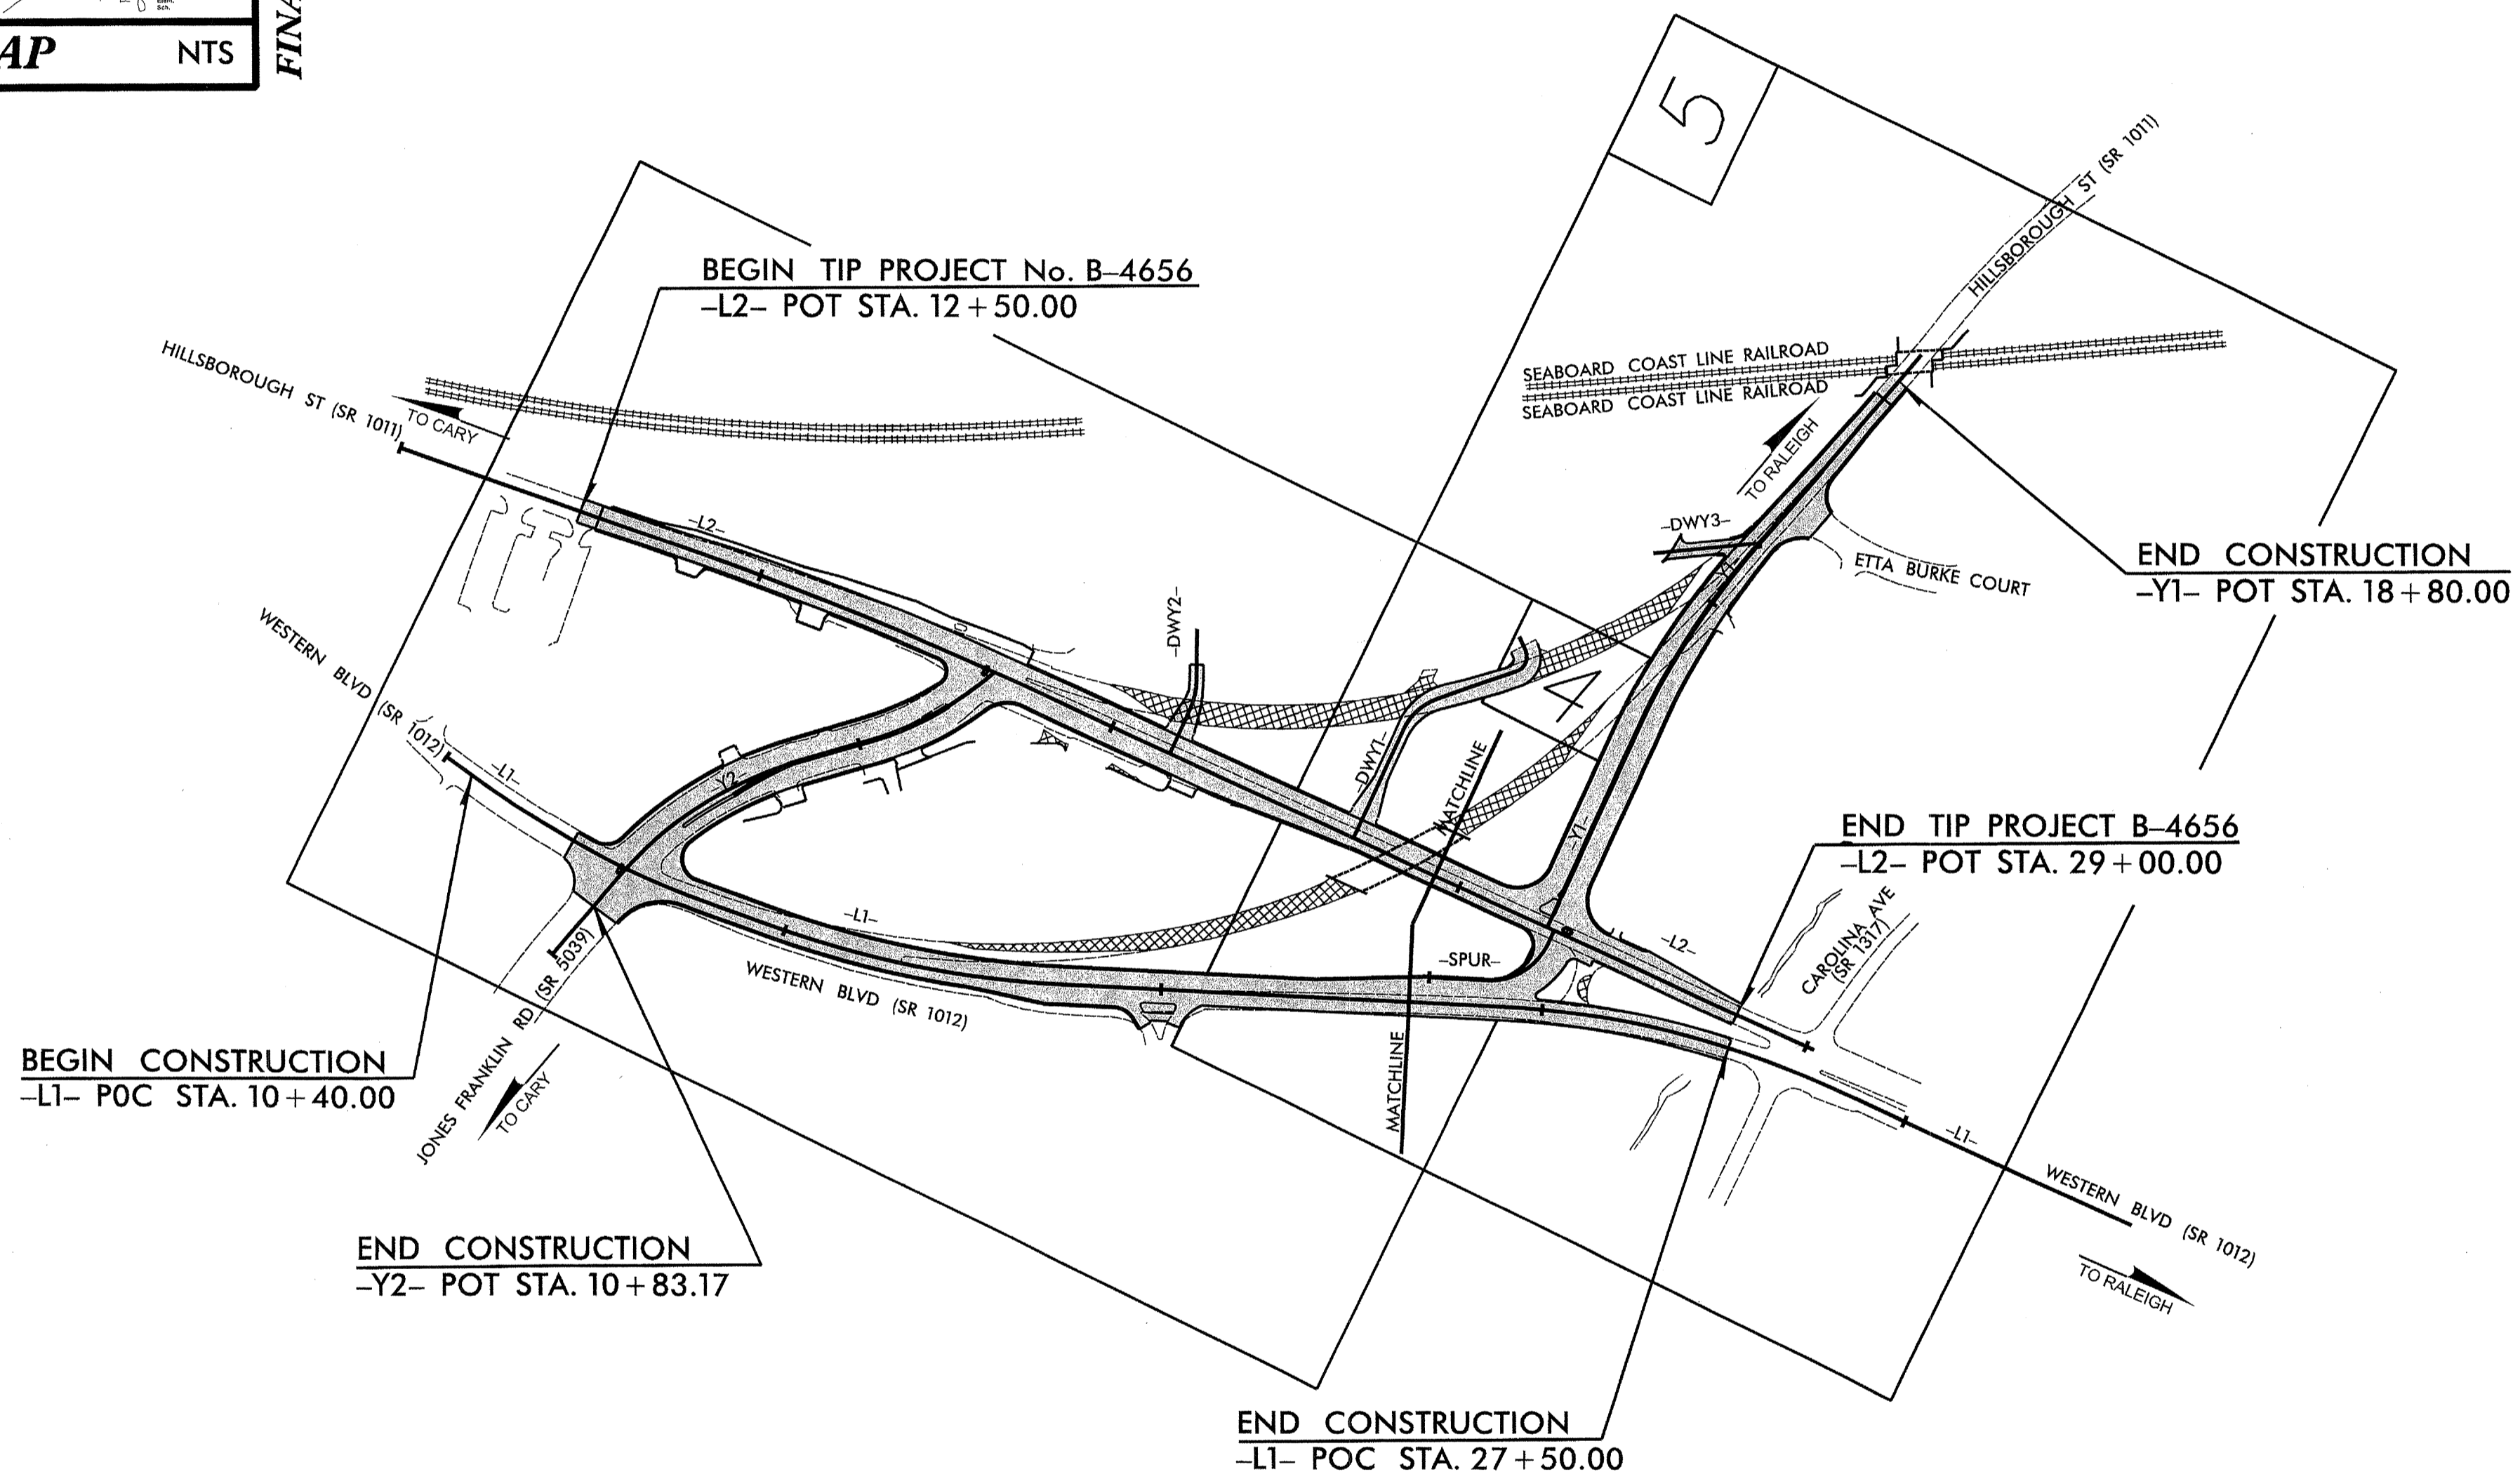 AP NTS
FINA
5
HILLSBOROUGH ST (SR 1011)
BEGIN TIP PROJECT No. B–4656
–L2– POT STA. 12+50.00
HILLSBOROUGH ST (SR 1011)
TO CARY
SEABOARD COAST LINE RAILROAD
SEABOARD COAST LINE RAILROAD
TO RALEIGH
–L2–
–DWY3–
ETTA BURKE COURT
END CONSTRUCTION
–Y1– POT STA. 18+80.00
–DWY2–
WESTERN BLVD (SR 1012)
–L1–
–Y2–
4
–DWY1–
MATCHLINE
–Y1–
END TIP PROJECT B–4656
–L2– POT STA. 29+00.00
–L1–
–SPUR–
–L2–
CAROLINA AVE
(SR 1317)
WESTERN BLVD (SR 1012)
JONES FRANKLIN RD (SR 5039)
TO CARY
BEGIN CONSTRUCTION
–L1– POC STA. 10+40.00
MATCHLINE
–L1–
WESTERN BLVD (SR 1012)
TO RALEIGH
END CONSTRUCTION
–Y2– POT STA. 10+83.17
END CONSTRUCTION
–L1– POC STA. 27+50.00